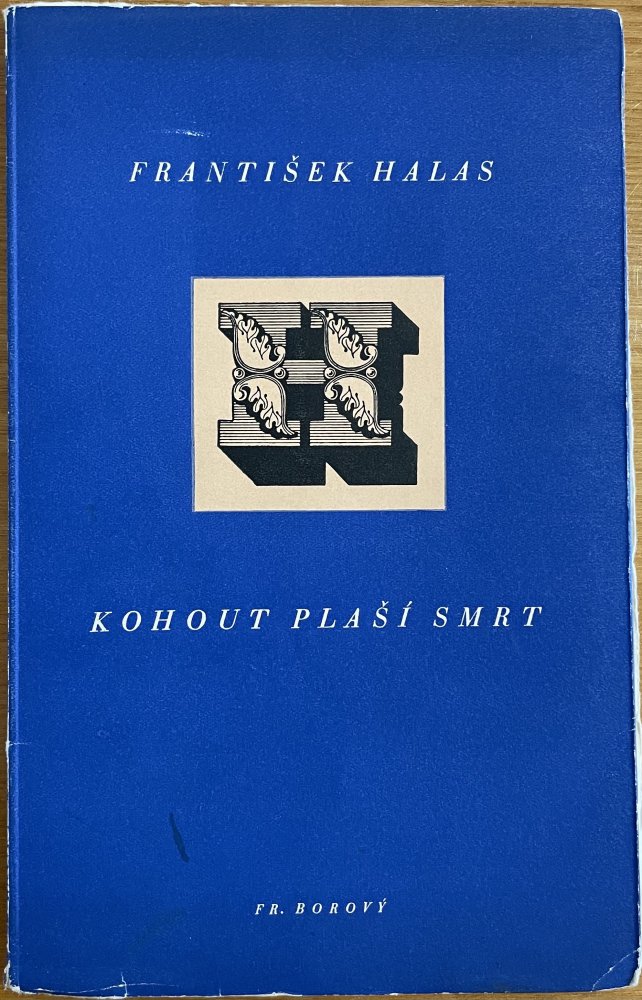 FRANTIŠEK HALAS
H
KOHOUT PLAŠÍ SMRT
FR. BOROVÝ